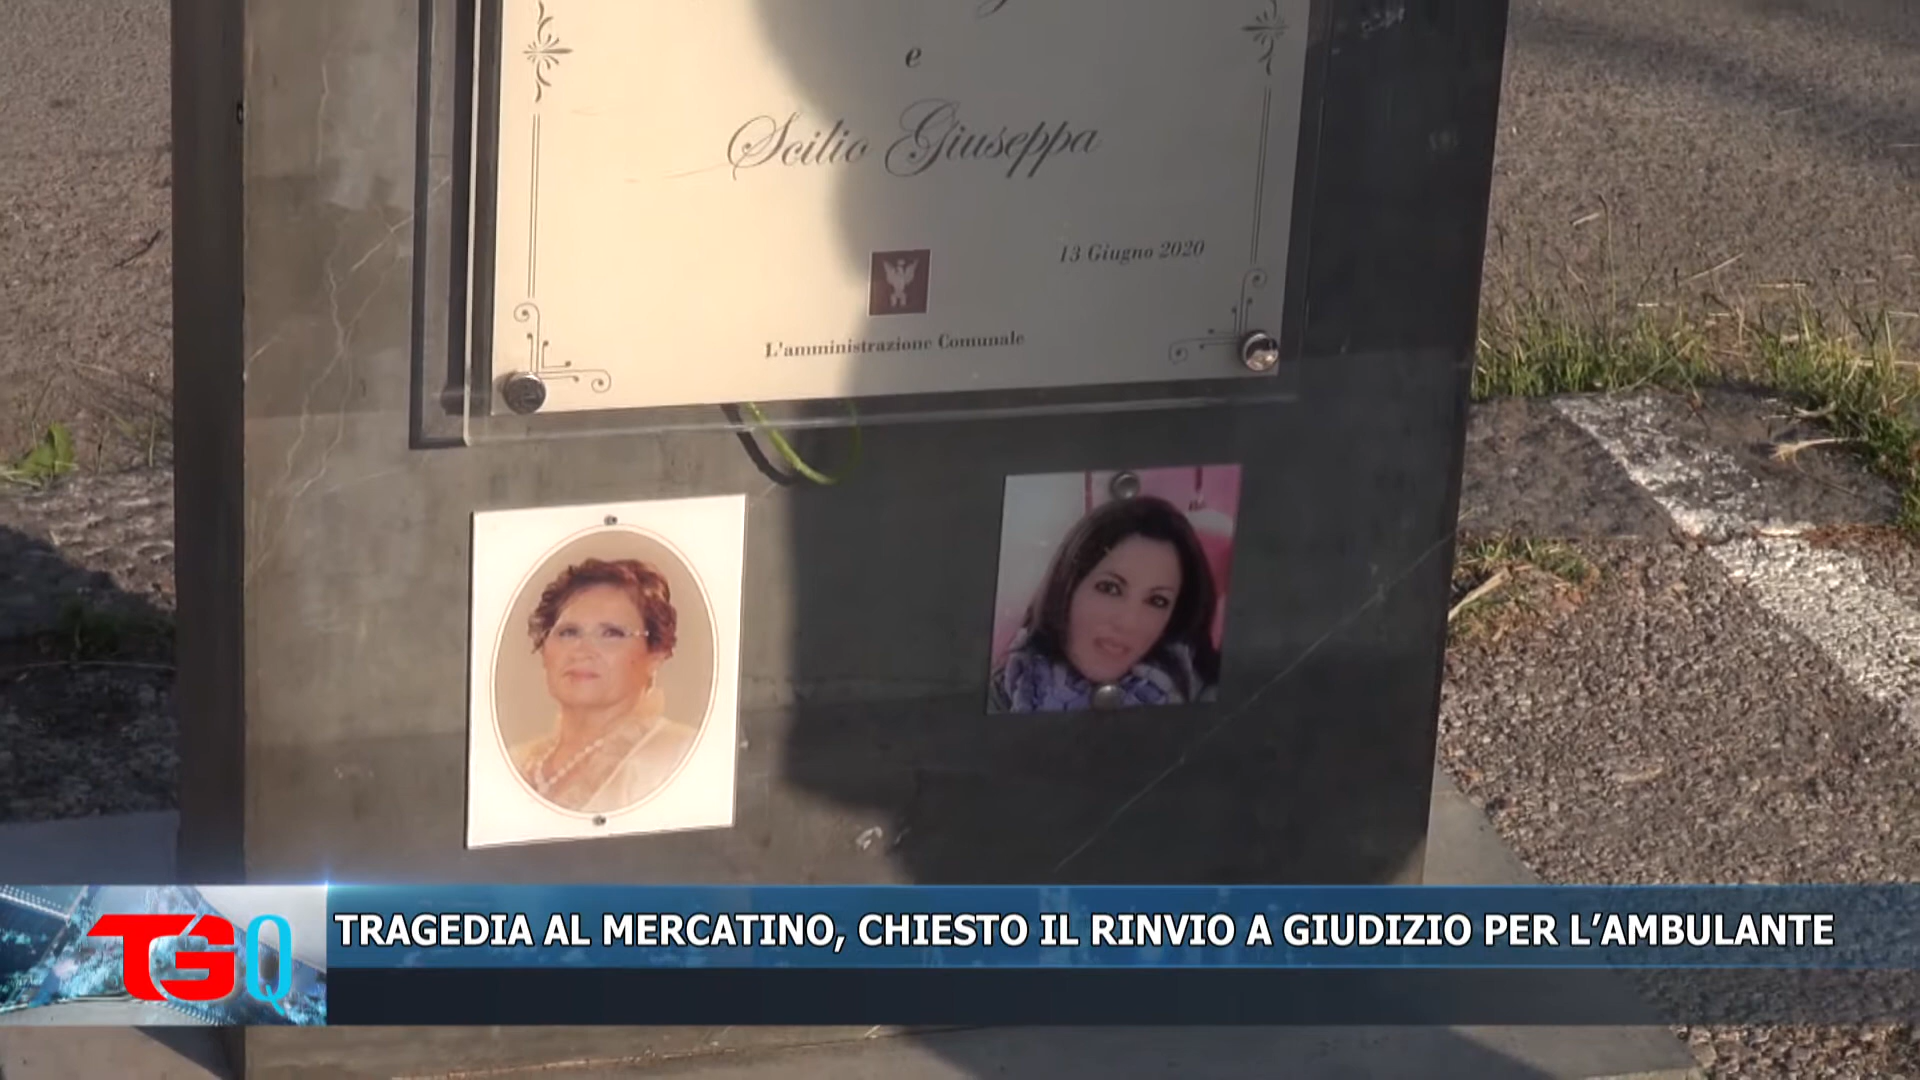 e
Scilio Giuseppa
13 Giugno 2020
L'amministrazione Comunale
TGQ
TRAGEDIA AL MERCATINO, CHIESTO IL RINVIO A GIUDIZIO PER L’AMBULANTE